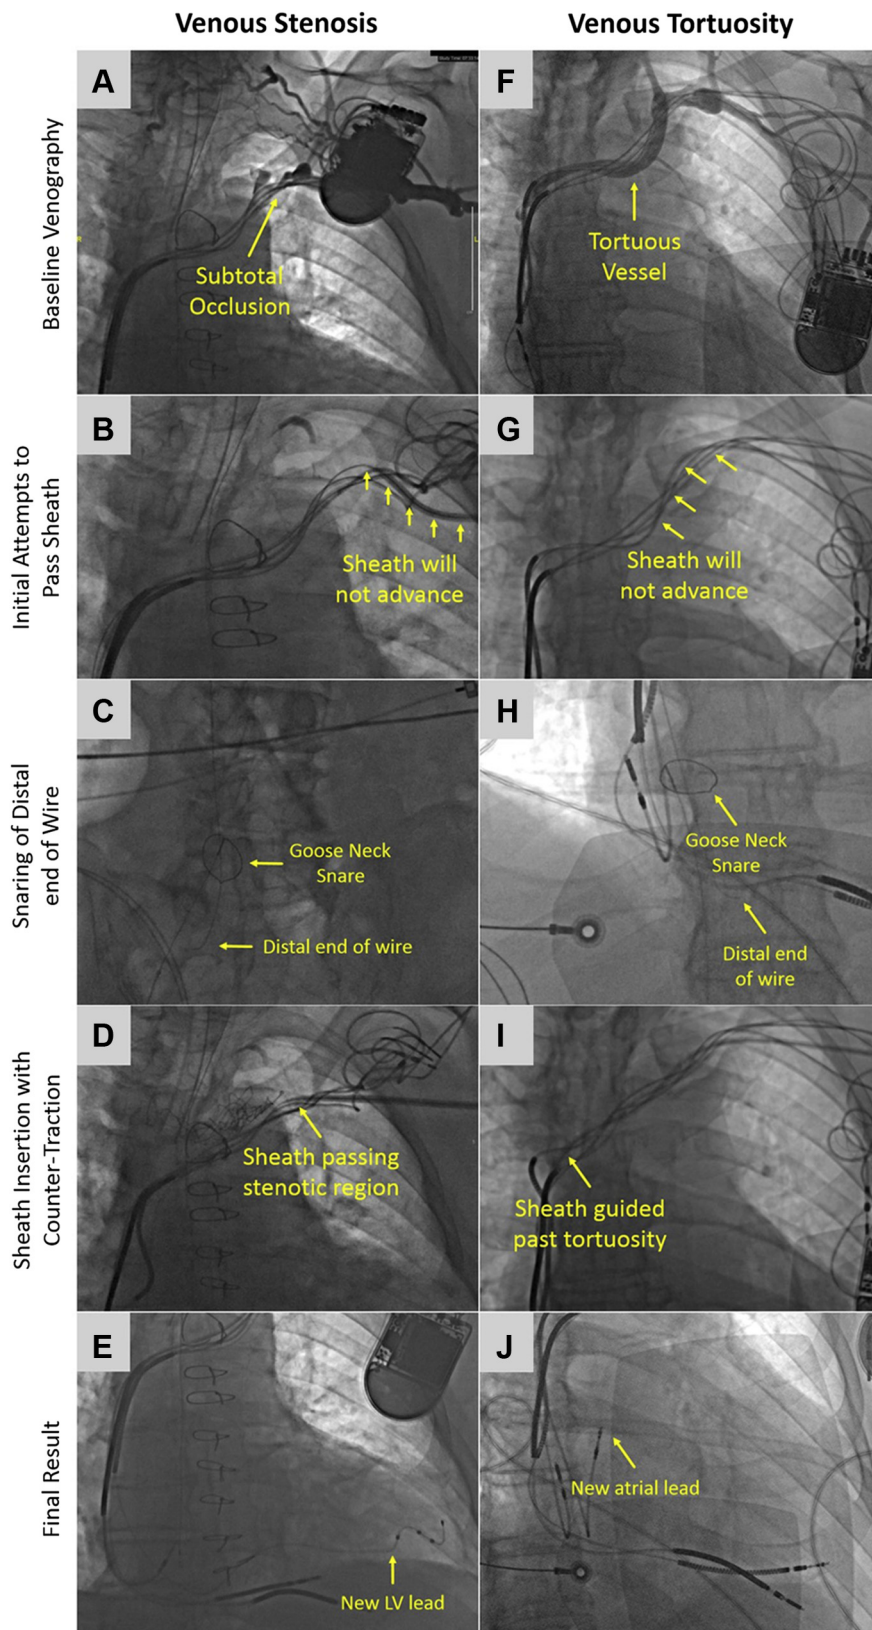 Venous Stenosis
Venous Tortuosity
Baseline Venography
A
Subtotal
Occlusion
R
L
F
Tortuous
Vessel
Initial Attempts to
Pass Sheath
B
Sheath will
not advance
G
Sheath will
not advance
Snaring of Distal
end of Wire
C
Goose Neck
Snare
Distal end of wire
H
Goose Neck
Snare
Distal end
of wire
Sheath Insertion with
Counter-Traction
D
Sheath passing
stenotic region
I
Sheath guided
past tortuosity
Final Result
E
New LV lead
J
New atrial lead